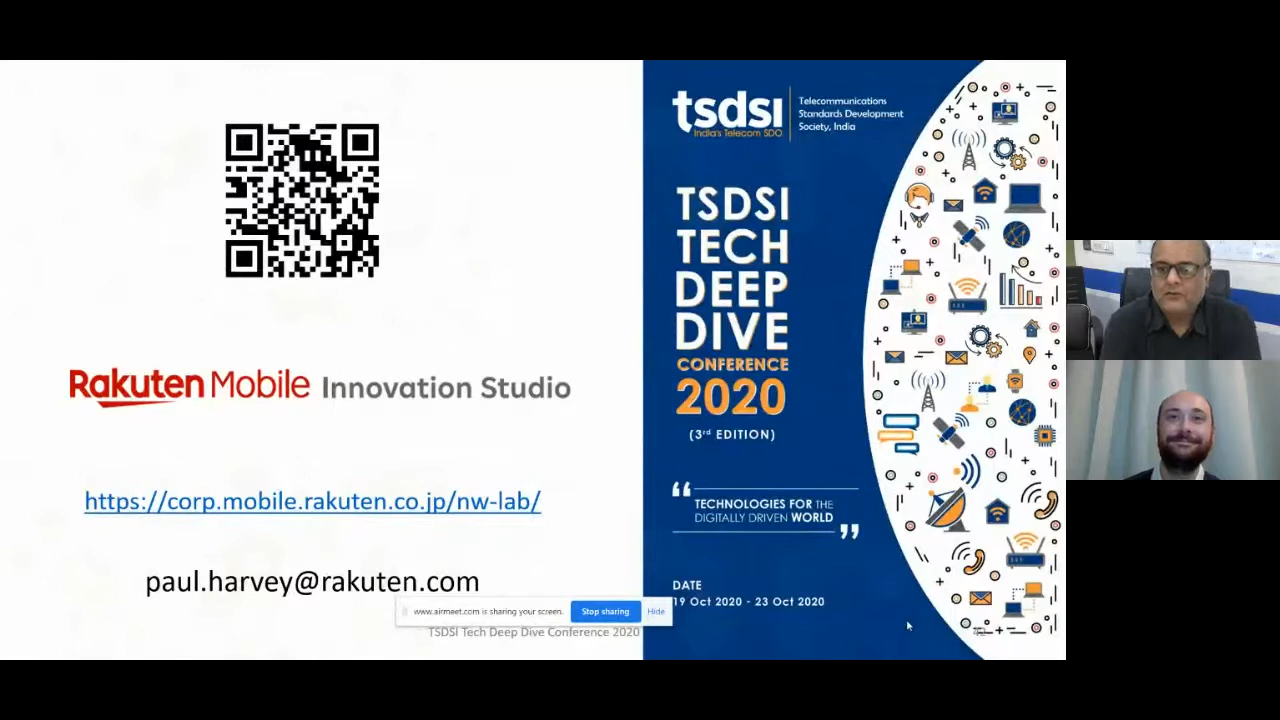 Rakuten Mobile Innovation Studio
https://corp.mobile.rakuten.co.jp/nw-lab/
paul.harvey@rakuten.com
www.airmeet.com is sharing your screen.
Stop sharing
Hide
TSDSI Tech Deep Dive Conference 2020
tsdsi
India's Telecom SDO
Telecommunications
Standards Development
Society, India
TSDSI
TECH
DEEP
DIVE
CONFERENCE
2020
(3rd EDITION)
“
TECHNOLOGIES FOR THE
DIGITALLY DRIVEN WORLD
”
DATE
19 Oct 2020 - 23 Oct 2020